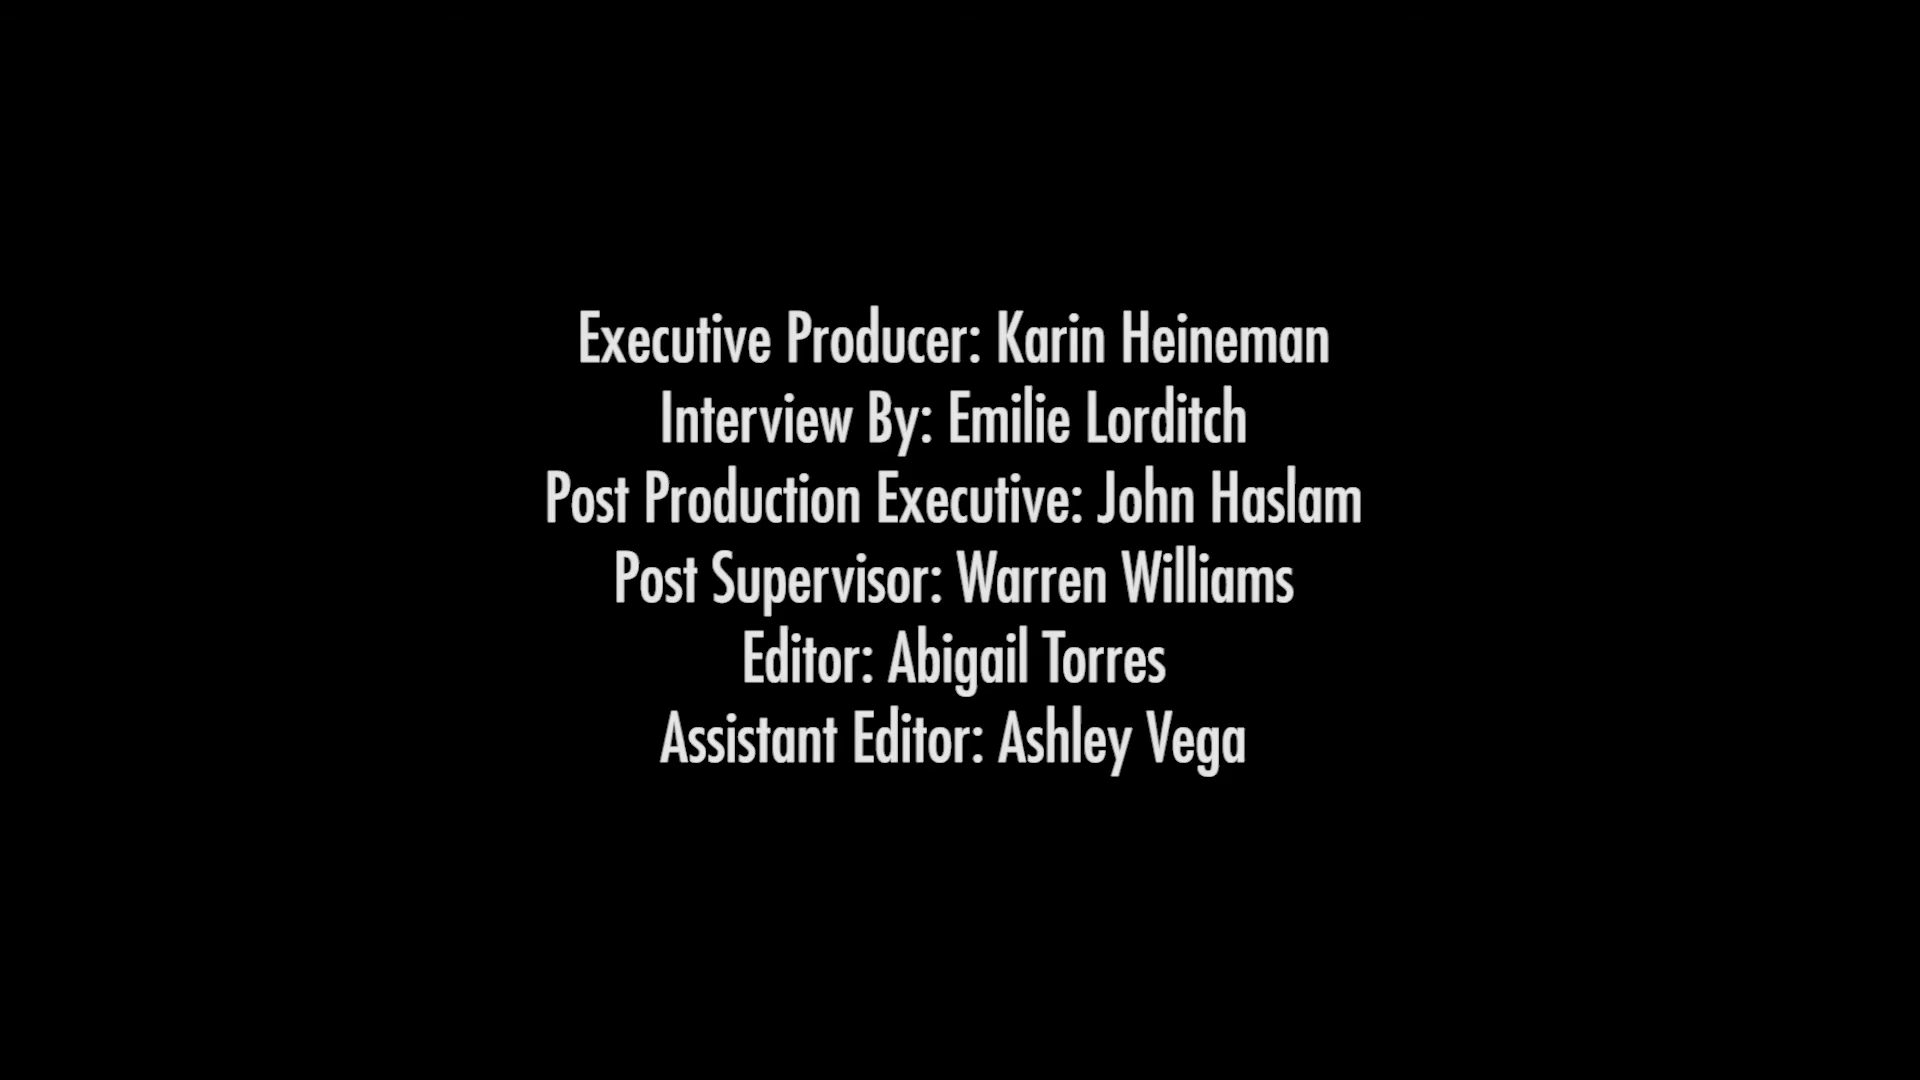 Executive Producer: Karin Heineman
Interview By: Emilie Lorditch
Post Production Executive: John Haslam
Post Supervisor: Warren Williams
Editor: Abigail Torres
Assistant Editor: Ashley Vega